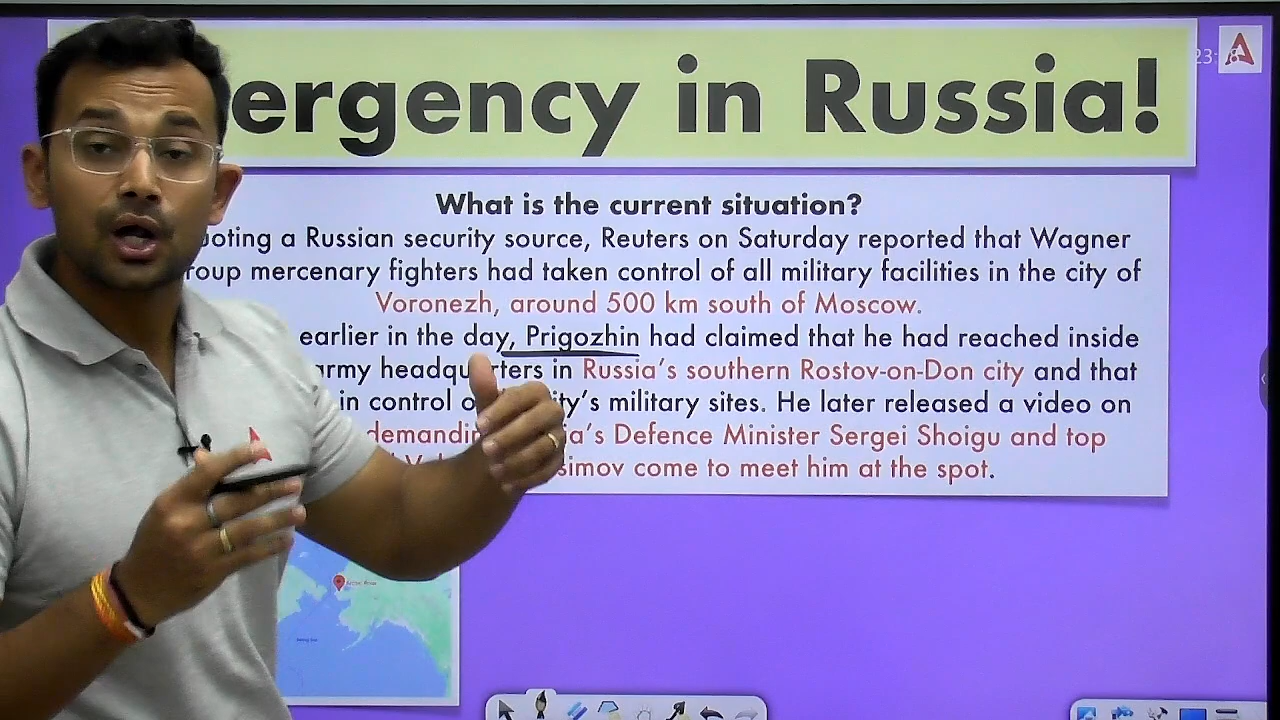 ergency in Russia!
23:
What is the current situation?
uoting a Russian security source, Reuters on Saturday reported that Wagner
roup mercenary fighters had taken control of all military facilities in the city of
Voronezh, around 500 km south of Moscow.
earlier in the day, Prigozhin had claimed that he had reached inside
army headquarters in Russia's southern Rostov-on-Don city and that
in control o ity's military sites. He later released a video on
demandin ia's Defence Minister Sergei Shoigu and top
simov come to meet him at the spot.